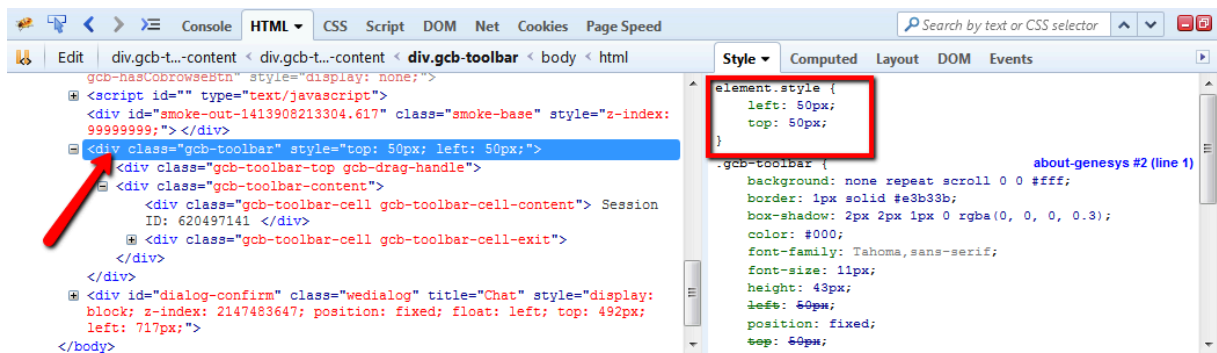 Console HTML CSS Script DOM Net Cookies Page Speed
Search by text or CSS selector
Edit div.gcb-t...-content < div.gcb-t...-content < div.gcb-toolbar < body < html
gcb-hasCobrowseBtn" style="display: none;">
<script id="" type="text/javascript">
<div id="smoke-out-1413908213304.617" class="smoke-base" style="z-index:
99999999;"> </div>
<div class="gcb-toolbar" style="top: 50px; left: 50px;">
<div class="gcb-toolbar-top gcb-drag-handle">
<div class="gcb-toolbar-content">
<div class="gcb-toolbar-cell gcb-toolbar-cell-content"> Session
ID: 620497141 </div>
<div class="gcb-toolbar-cell gcb-toolbar-cell-exit">
</div>
</div>
<div id="dialog-confirm" class="wedialog" title="Chat" style="display:
block; z-index: 2147483647; position: fixed; float: left; top: 492px;
left: 717px;">
</body>
Style Computed Layout DOM Events
element.style {
left: 50px;
top: 50px;
}
.gcb-toolbar { about-genesys #2 (line 1)
background: none repeat scroll 0 0 #fff;
border: 1px solid #e3b33b;
box-shadow: 2px 2px 1px 0 rgba(0, 0, 0, 0.3);
color: #000;
font-family: Tahoma,sans-serif;
font-size: 11px;
height: 43px;
left: 50px;
position: fixed;
top: 50px;